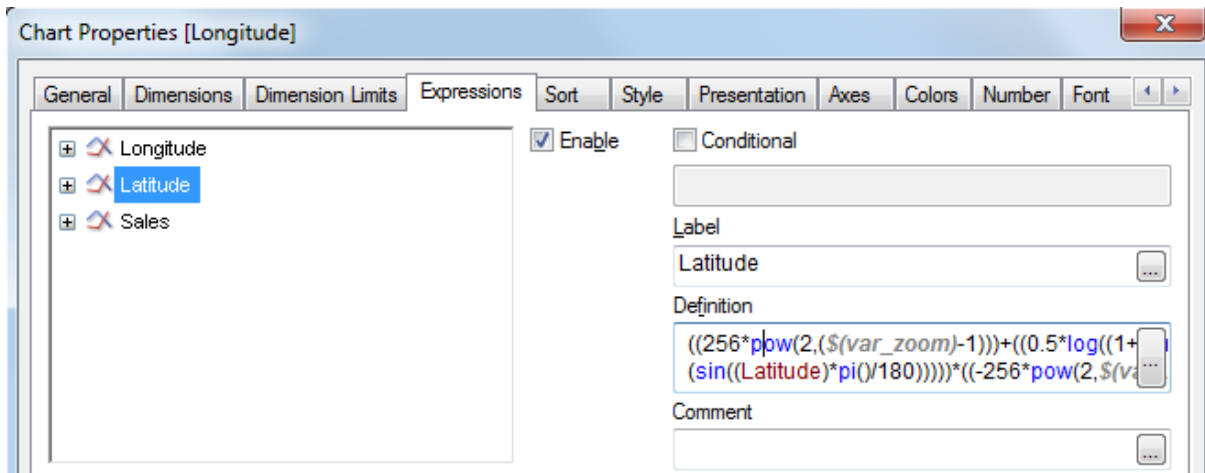 Chart Properties [Longitude]
General Dimensions Dimension Limits Expressions Sort Style Presentation Axes Colors Number Font
Longitude
Latitude
Sales
Enable
Conditional
Label
Latitude
...
Definition
((256*pow(2,($(var_zoom)-1)))+((0.5*log((1+
(sin((Latitude)*pi()/180)))))*((-256*pow(2,$(va
...
Comment
...